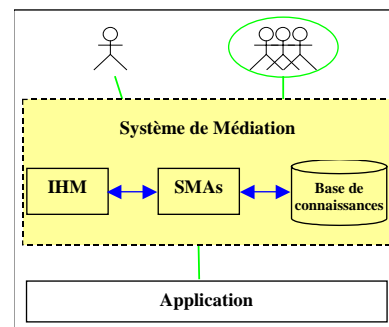 Système de Médiation
IHM
SMAs
Base de
connaissances
Application